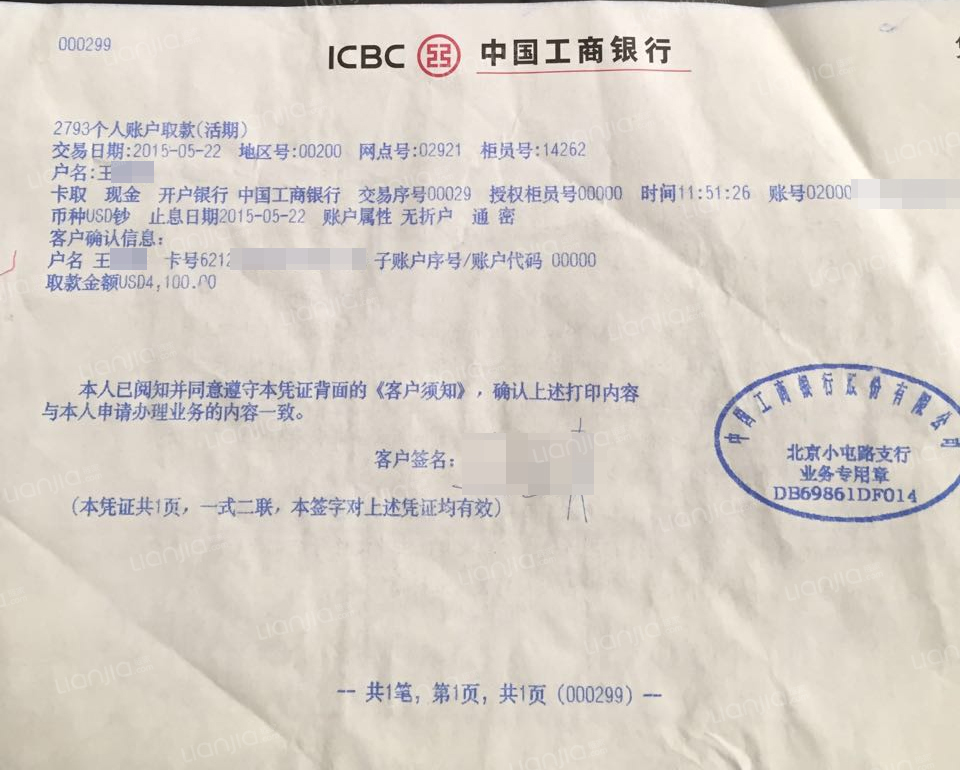 000299
ICBC 中国工商银行
2793个人账户取款(活期)
交易日期:2015-05-22 地区号:00200 网点号:02921 柜员号:14262
户名:王
卡取 现金 开户银行 中国工商银行 交易序号00029 授权柜员号00000 时间11:51:26 账号02000
币种USD钞 止息日期2015-05-22 账户属性 无折户 通 密
客户确认信息:
户名 王 卡号6212 子账户序号/账户代码 00000
取款金额USD4,100.00
本人已阅知并同意遵守本凭证背面的《客户须知》,确认上述打印内容
与本人申请办理业务的内容一致。
客户签名:
(本凭证共1页,一式二联,本签字对上述凭证均有效)
中国工商银行股份有限公司
北京小屯路支行
业务专用章
DB69861DF014
-- 共1笔,第1页,共1页(000299) --
lianjia